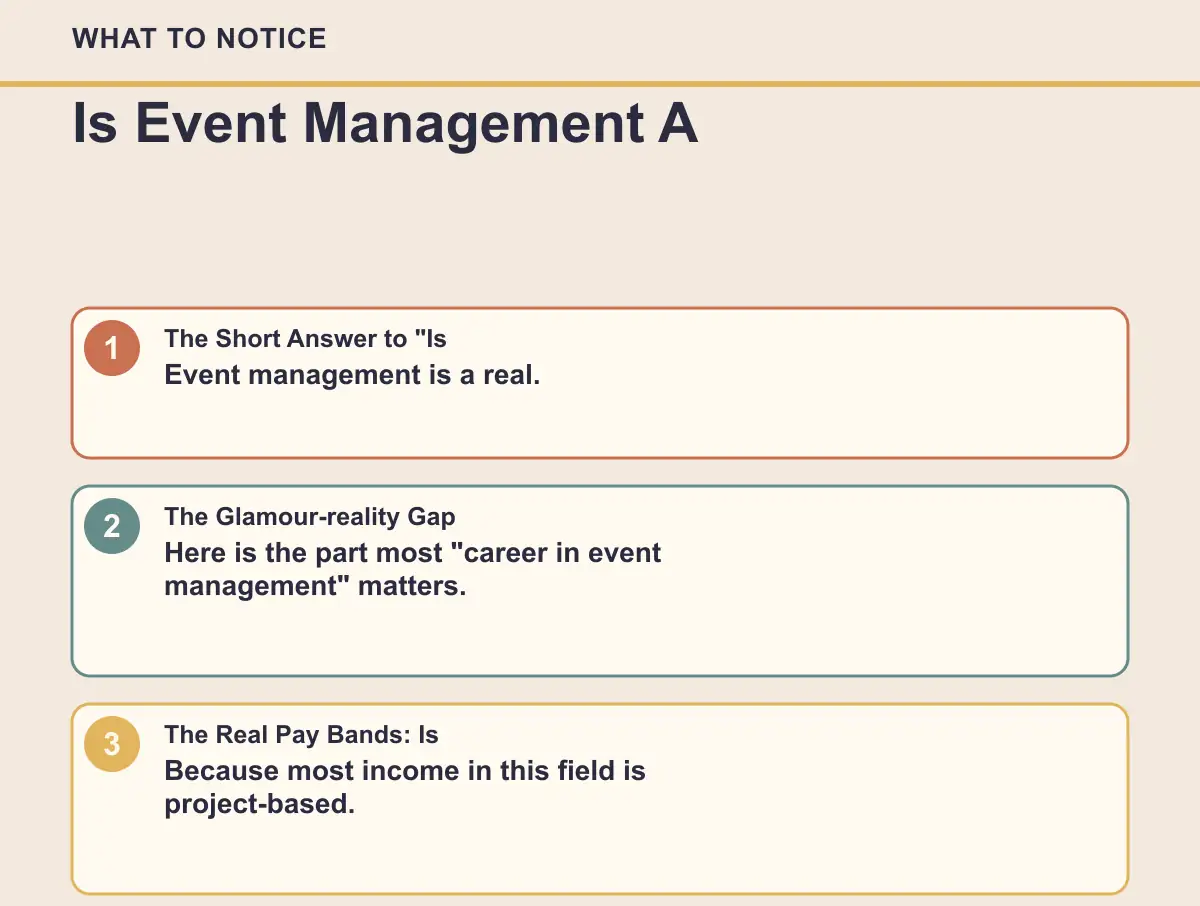 WHAT TO NOTICE
Is Event Management A
1
The Short Answer to "Is
Event management is a real.
2
The Glamour-reality Gap
Here is the part most "career in event
management" matters.
3
The Real Pay Bands: Is
Because most income in this field is
project-based.